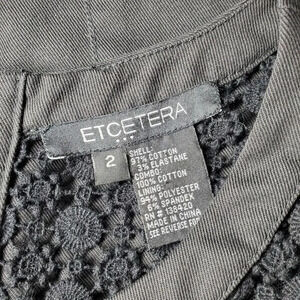 ETCETERA
2
SHELL:
97% COTTON
3% ELASTANE
COMBO:
100% COTTON
LINING:
94% POLYESTER
6% SPANDEX
RN # 139420
MADE IN CHINA
SEE REVERSE FOR